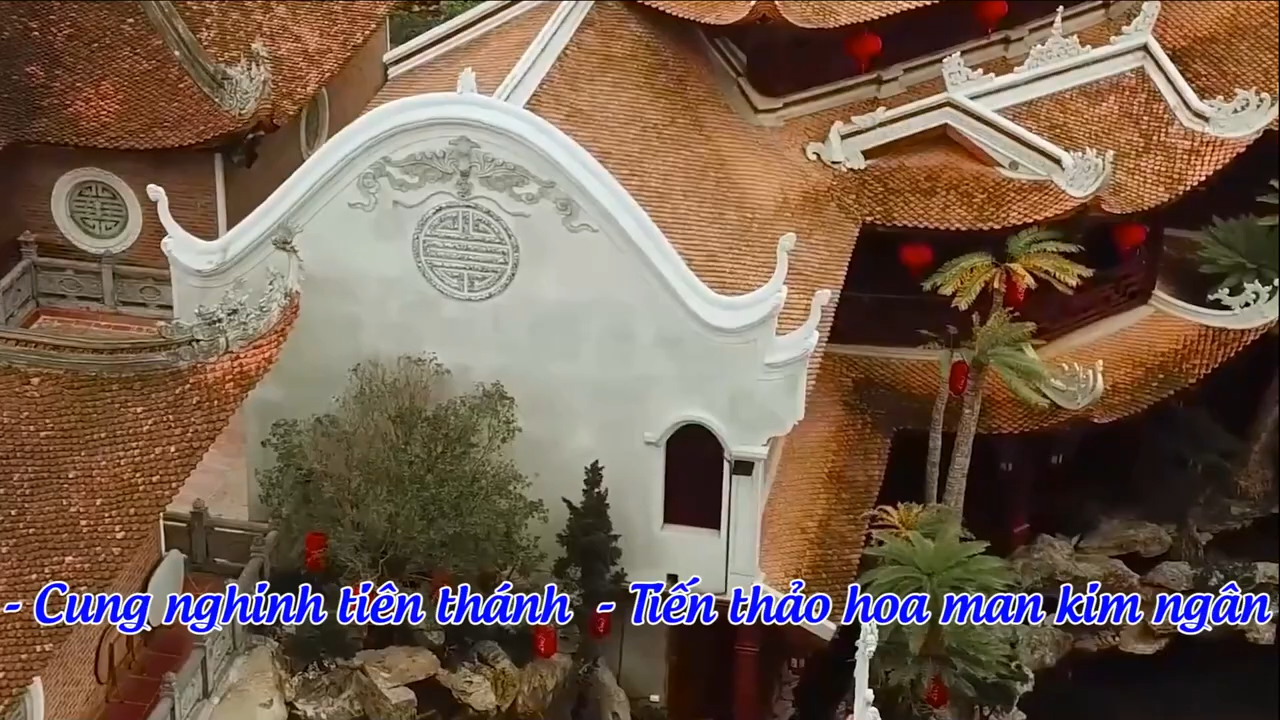 - Cung nghinh tiên thánh - Tiến thảo hoa man kim ngân